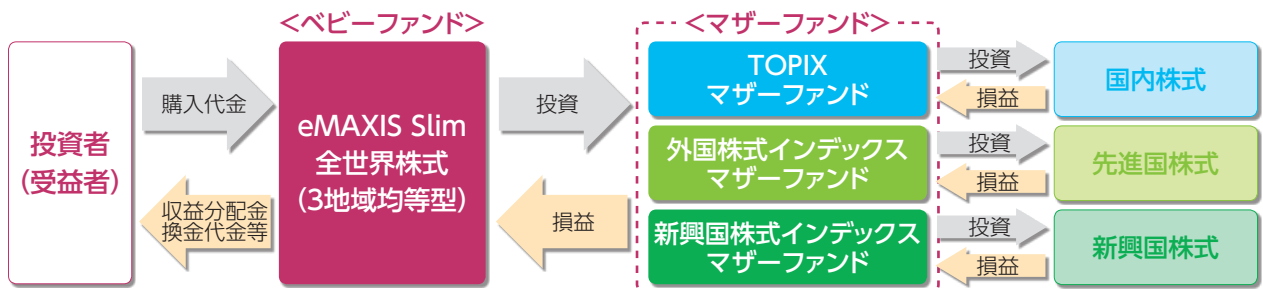 <ベビーファンド>
<マザーファンド>
投資者
(受益者)
購入代金
収益分配金
換金代金等
eMAXIS Slim
全世界株式
(3地域均等型)
投資
損益
TOPIX
マザーファンド
投資
損益
国内株式
外国株式インデックス
マザーファンド
投資
損益
先進国株式
新興国株式インデックス
マザーファンド
投資
損益
新興国株式